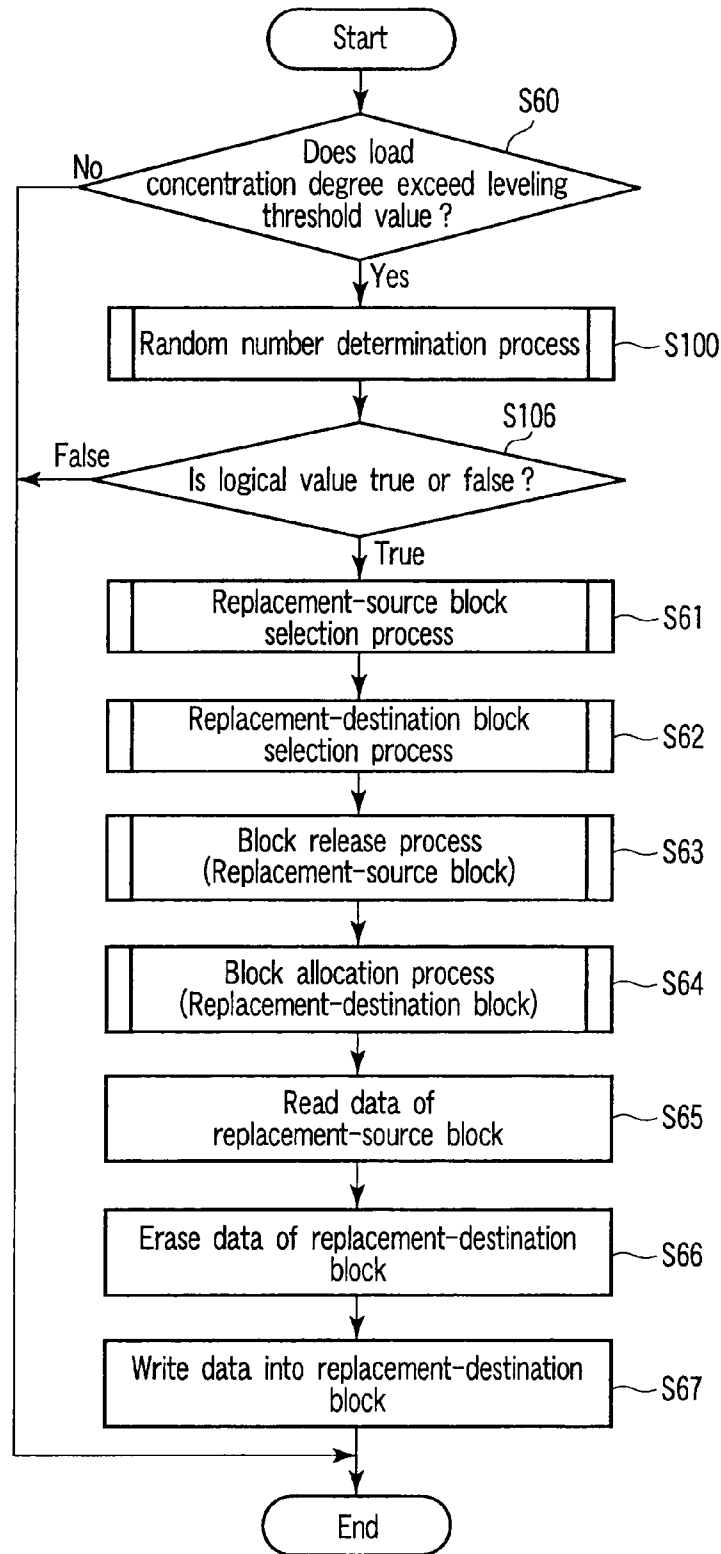 Start
S60
Does load
concentration degree exceed leveling
threshold value ?
No
Yes
Random number determination process
S100
S106
False
Is logical value true or false ?
True
Replacement-source block
selection process
S61
Replacement-destination block
selection process
S62
Block release process
(Replacement-source block)
S63
Block allocation process
(Replacement-destination block)
S64
Read data of
replacement-source block
S65
Erase data of replacement-destination
block
S66
Write data into replacement-destination
block
S67
End